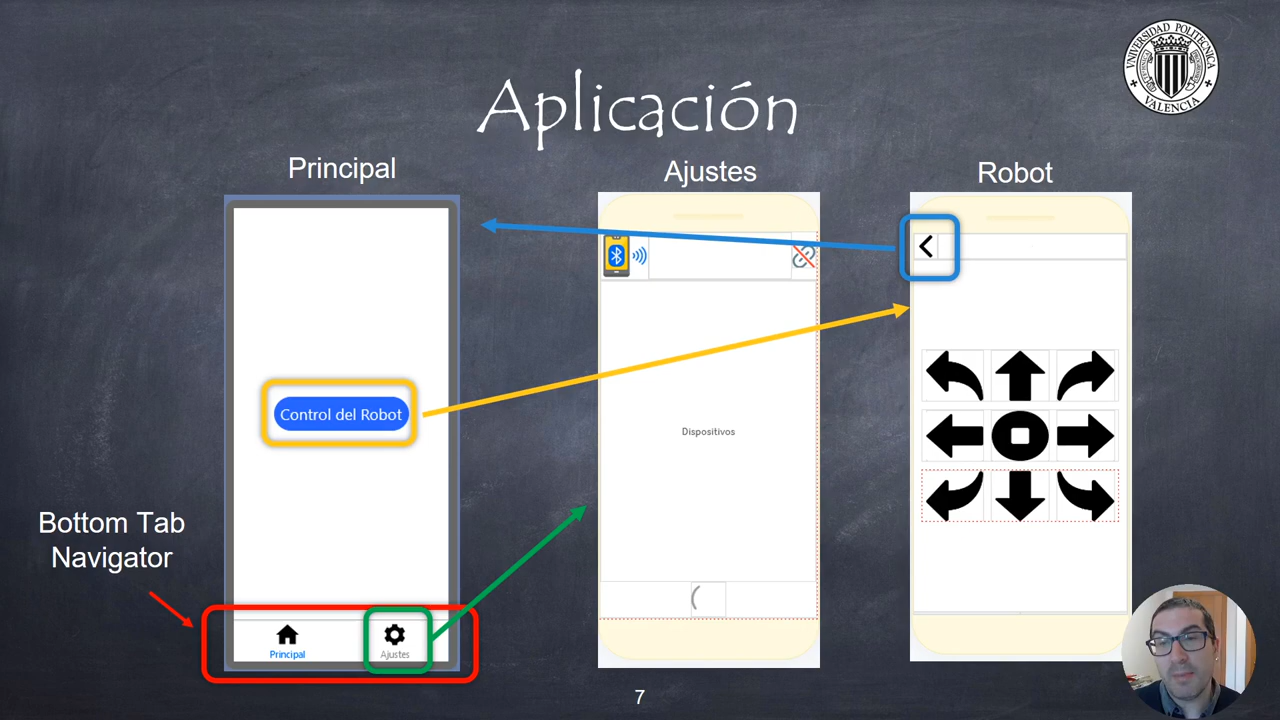 UNIVERSIDAD POLITECNICA
VALENCIA
Aplicación
Principal
Ajustes
Robot
Control del Robot
Dispositivos
Bottom Tab
Navigator
Principal
Ajustes
7